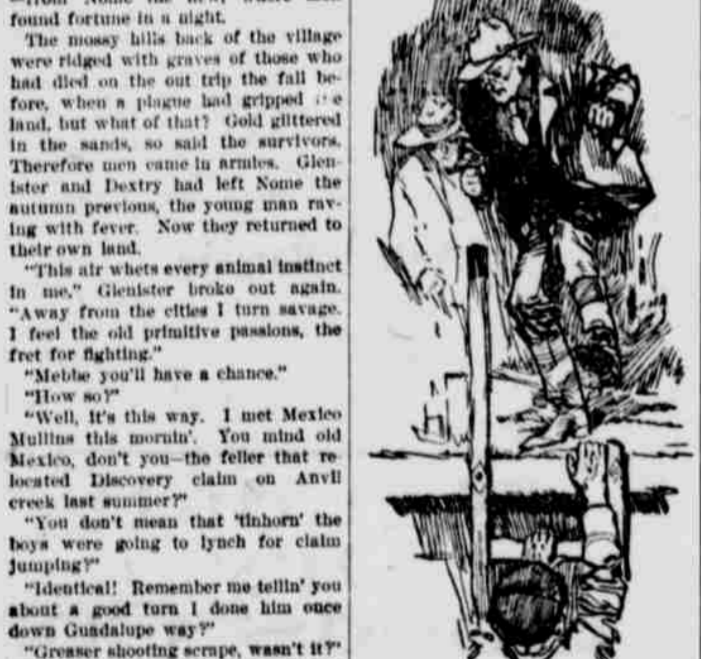 found fortune in a night.
The mossy hills back of the village
were ridged with graves of those who
had died on the out trip the fall be-
fore, when a plague had gripped
land, but what of that? Gold glittered
in the sands, so said the survivors.
Therefore men came in armies. Glen-
ister and Dextry had left Nome the
autumn previous, the young man rav-
ing with fever. Now they returned to
their own land.
"This air whets every animal instinct
in me," Glenister broke out again.
"Away from the cities I turn savage.
I feel the old primitive passions, the
fret for fighting."
"Mebbe you'll have a chance."
"How so?"
"Well, it's this way. I met Mexico
Mullins this mornin'. You mind old
Mexico, don't you—the feller that re-
located Discovery claim on Anvil
creek last summer?"
"You don't mean that 'tinhorn' the
boys were going to lynch for claim
jumping?"
"Identical! Remember me tellin' you
about a good turn I done him once
down Guadalupe way?"
"Greaser shooting scrape, wasn't it?"